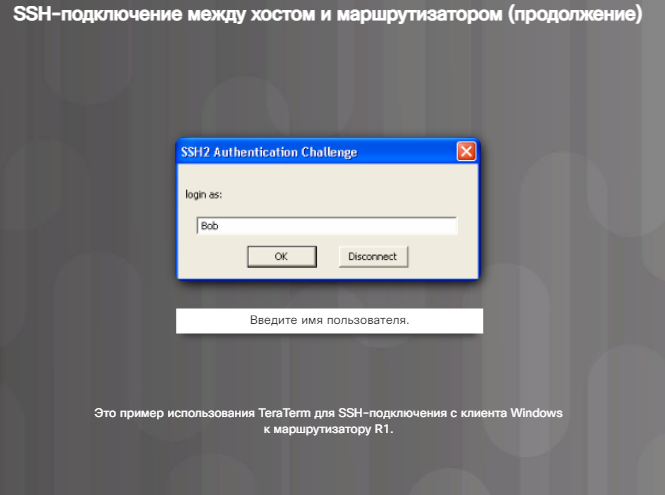 SSH-подключение между хостом и маршрутизатором (продолжение)
SSH2 Authentication Challenge
login as:
Bob
OK Disconnect
Введите имя пользователя.
Это пример использования TeraTerm для SSH-подключения с клиента Windows
к маршрутизатору R1.